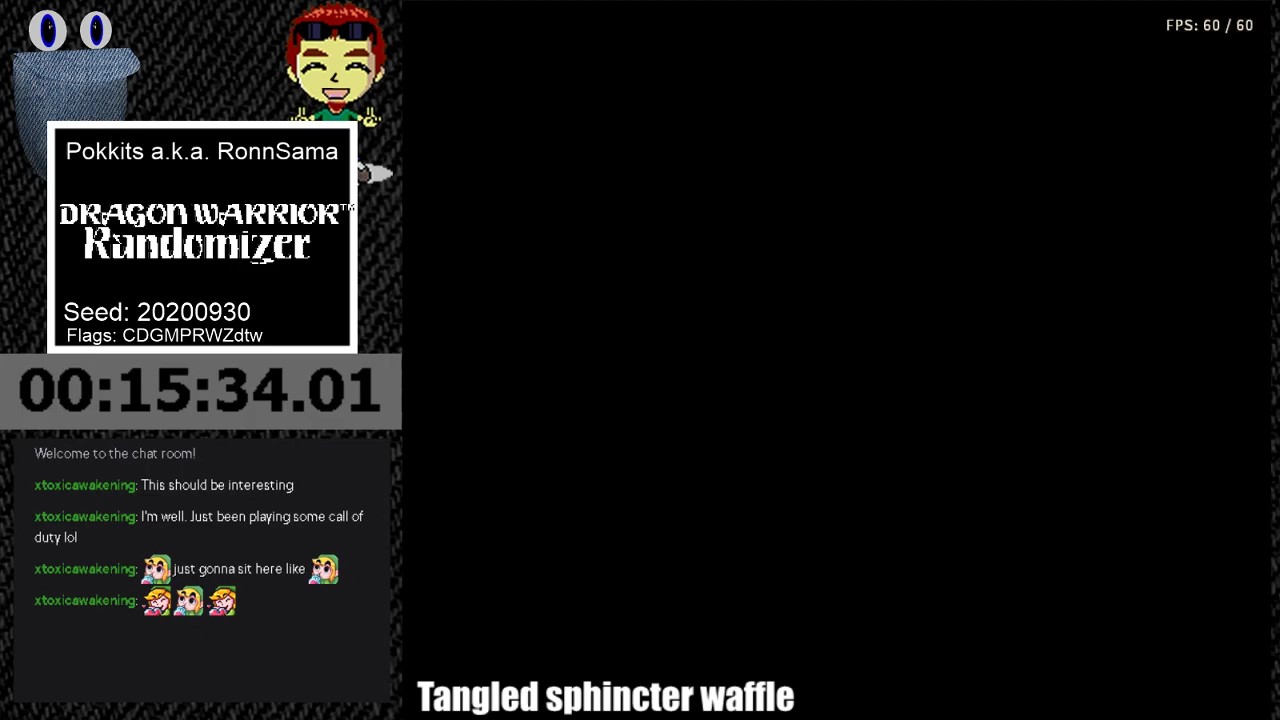 FPS: 60 / 60
Pokkits a.k.a. RonnSama
DRAGON WARRIOR™
Randomizer
Seed: 20200930
Flags: CDGMPRWZdtw
00:15:34.01
Welcome to the chat room!
xtoxicawakening: This should be interesting
xtoxicawakening: I'm well. Just been playing some call of
duty lol
xtoxicawakening: just gonna sit here like
xtoxicawakening:
Tangled sphincter waffle